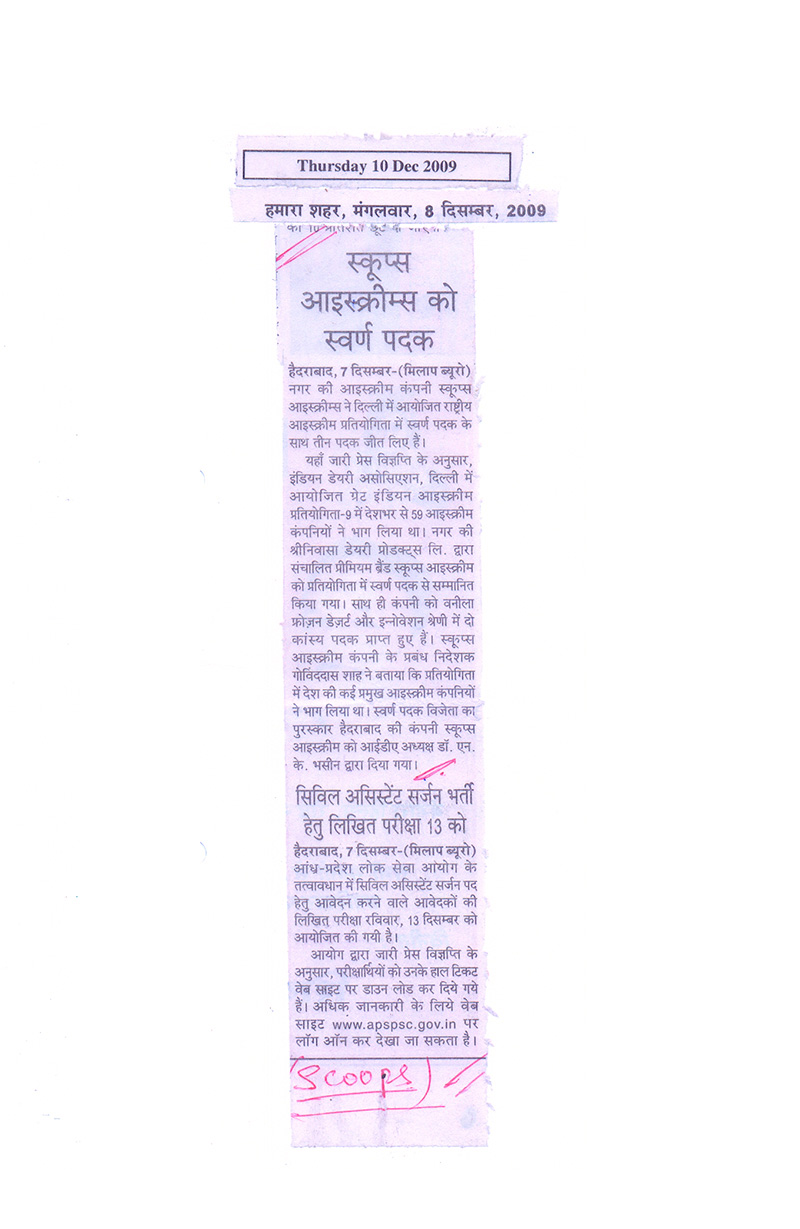 Thursday 10 Dec 2009
हमारा शहर, मंगलवार, 8 दिसम्बर, 2009
स्कूप्स
आइस्क्रीम्स को
स्वर्ण पदक
हैदराबाद, 7 दिसम्बर-(मिलाप ब्यूरो)
नगर की आइस्क्रीम कंपनी स्कूप्स
आइस्क्रीम्स ने दिल्ली में आयोजित राष्ट्रीय
आइस्क्रीम प्रतियोगिता में स्वर्ण पदक के
साथ तीन पदक जीत लिए हैं।
यहाँ जारी प्रेस विज्ञप्ति के अनुसार,
इंडियन डेयरी असोसिएशन, दिल्ली में
आयोजित ग्रेट इंडियन आइस्क्रीम
प्रतियोगिता-9 में देशभर से 59 आइस्क्रीम
कंपनियों ने भाग लिया था। नगर की
श्रीनिवासा डेयरी प्रोडक्ट्स लि. द्वारा
संचालित प्रीमियम ब्रैंड स्कूप्स आइस्क्रीम
को प्रतियोगिता में स्वर्ण पदक से सम्मानित
किया गया। साथ ही कंपनी को वनीला
फ्रोज़न डेज़र्ट और इन्नोवेशन श्रेणी में दो
कांस्य पदक प्राप्त हुए हैं। स्कूप्स
आइस्क्रीम कंपनी के प्रबंध निदेशक
गोविंददास शाह ने बताया कि प्रतियोगिता
में देश की कई प्रमुख आइस्क्रीम कंपनियों
ने भाग लिया था। स्वर्ण पदक विजेता का
पुरस्कार हैदराबाद की कंपनी स्कूप्स
आइस्क्रीम को आईडीए अध्यक्ष डॉ. एन.
के. भसीन द्वारा दिया गया।
सिविल असिस्टेंट सर्जन भर्ती
हेतु लिखित परीक्षा 13 को
हैदराबाद, 7 दिसम्बर-(मिलाप ब्यूरो)
आंध्र-प्रदेश लोक सेवा आयोग के
तत्वावधान में सिविल असिस्टेंट सर्जन पद
हेतु आवेदन करने वाले आवेदकों की
लिखित परीक्षा रविवार, 13 दिसम्बर को
आयोजित की गयी है।
आयोग द्वारा जारी प्रेस विज्ञप्ति के
अनुसार, परीक्षार्थियों को उनके हाल टिकट
वेब साइट पर डाउन लोड कर दिये गये
हैं। अधिक जानकारी के लिये वेब
साइट www.apspsc.gov.in पर
लॉग ऑन कर देखा जा सकता है।
(Scoops)